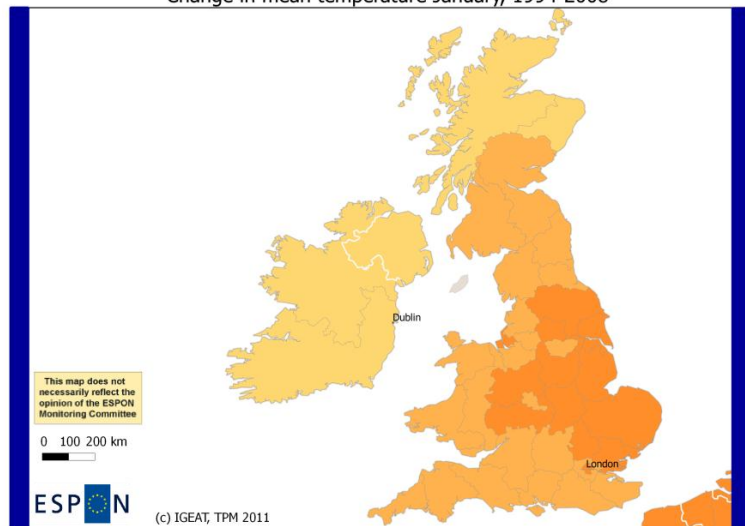 Change in mean temperature January, 1994-2008
Dublin
This map does not
necessarily reflect the
opinion of the ESPON
Monitoring Committee
0 100 200 km
London
ESPON
(c) IGEAT, TPM 2011